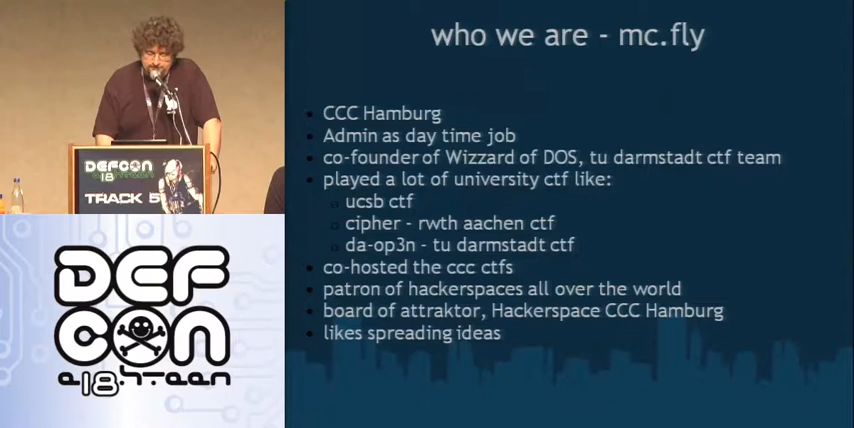 who we are - mc.fly
CCC Hamburg
Admin as day time job
co-founder of Wizzard of DOS, tu darmstadt ctf team
played a lot of university ctf like:
ucsb ctf
cipher - rwth aachen ctf
da-op3n - tu darmstadt ctf
co-hosted the ccc ctfs
patron of hackerspaces all over the world
board of attraktor, Hackerspace CCC Hamburg
likes spreading ideas
DEFCON
18
TRACK 5
DEF
CON
e18hteen